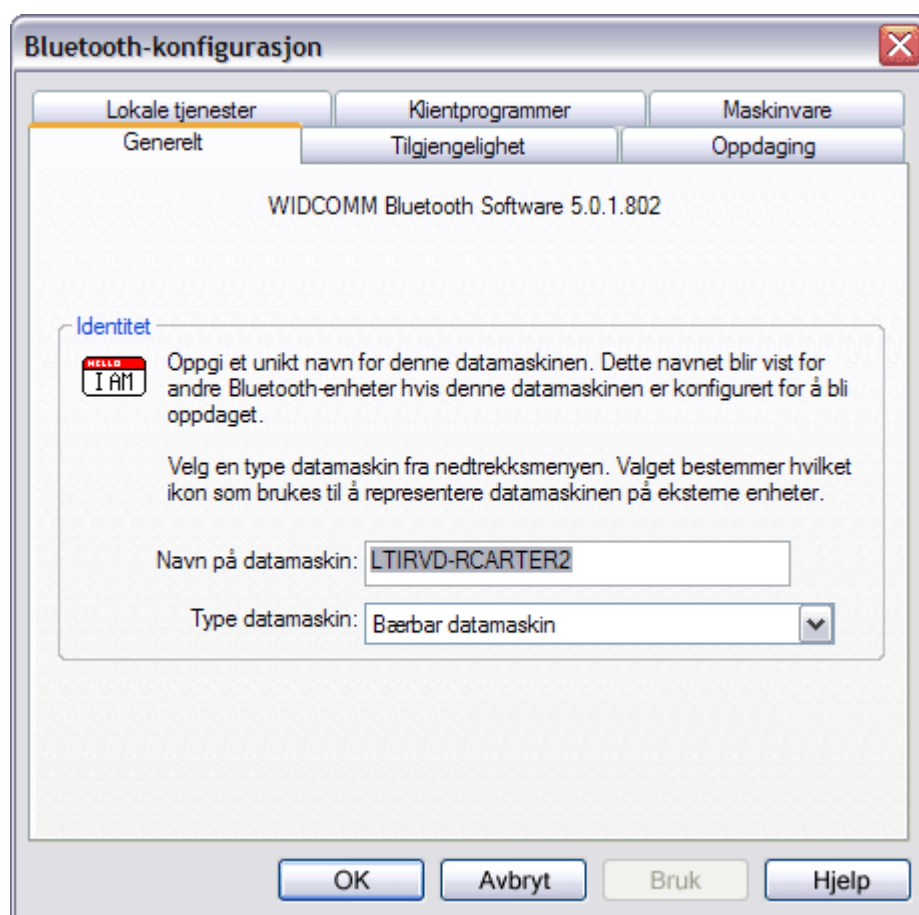 Bluetooth-konfigurasjon
Lokale tjenester Klientprogrammer Maskinvare
Generelt Tilgjengelighet Oppdaging
WIDCOMM Bluetooth Software 5.0.1.802
Identitet
HELLO
I AM
Oppgi et unikt navn for denne datamaskinen. Dette navnet blir vist for
andre Bluetooth-enheter hvis denne datamaskinen er konfigurert for å bli
oppdaget.
Velg en type datamaskin fra nedtrekksmenyen. Valget bestemmer hvilket
ikon som brukes til å representere datamaskinen på eksterne enheter.
Navn på datamaskin: LTIRVD-RCARTER2
Type datamaskin: Bærbar datamaskin
OK Avbryt Bruk Hjelp